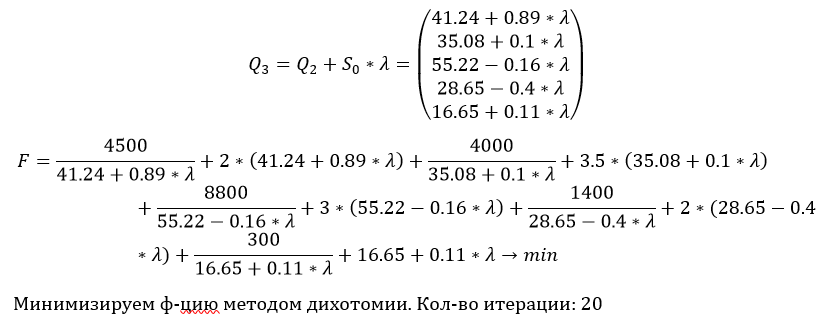 Q₃ = Q₂ + S₀ * λ = (41.24 + 0.89 * λ
35.08 + 0.1 * λ
55.22 − 0.16 * λ
28.65 − 0.4 * λ
16.65 + 0.11 * λ)
F = 4500/(41.24 + 0.89 * λ) + 2 * (41.24 + 0.89 * λ) + 4000/(35.08 + 0.1 * λ) + 3.5 * (35.08 + 0.1 * λ)
+ 8800/(55.22 − 0.16 * λ) + 3 * (55.22 − 0.16 * λ) + 1400/(28.65 − 0.4 * λ) + 2 * (28.65 − 0.4
* λ) + 300/(16.65 + 0.11 * λ) + 16.65 + 0.11 * λ → min
Минимизируем ф-цию методом дихотомии. Кол-во итерации: 20